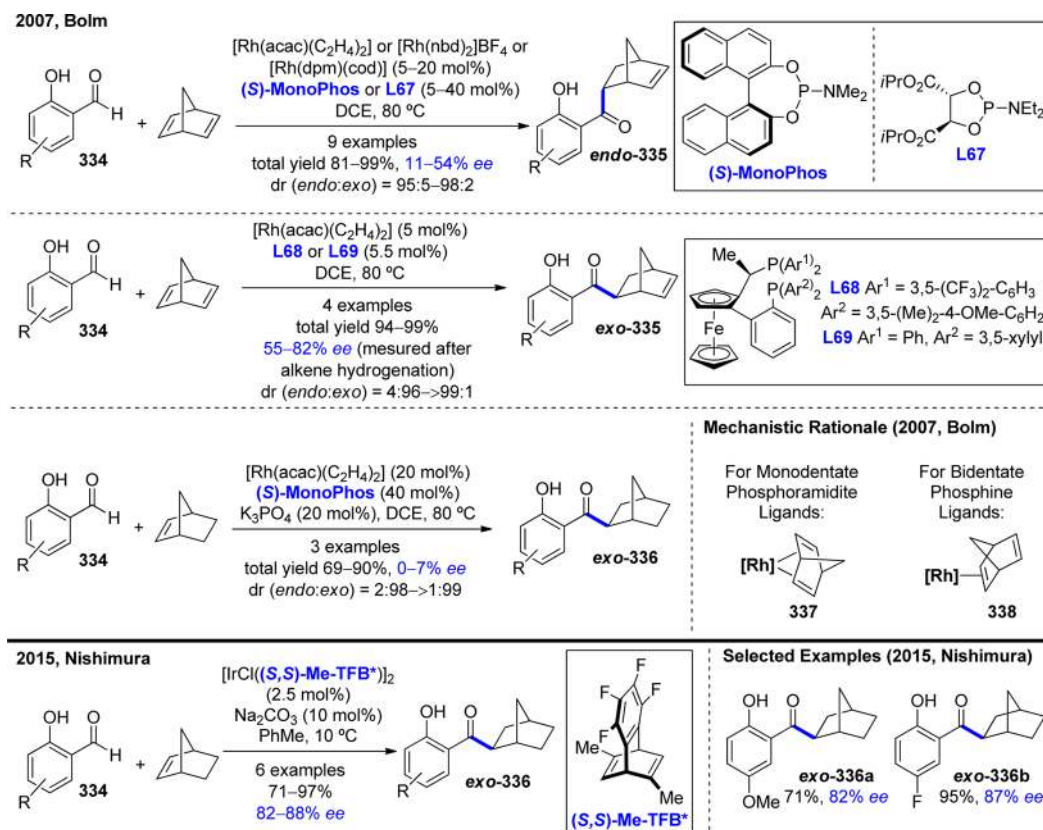 2007, Bolm
OH
O
H
R
334
+
[Rh(acac)(C2H4)2] or [Rh(nbd)2]BF4 or
[Rh(dpm)(cod)] (5–20 mol%)
(S)-MonoPhos or L67 (5–40 mol%)
DCE, 80 ºC
9 examples
total yield 81–99%, 11–54% ee
dr (endo:exo) = 95:5–98:2
OH
O
R
endo-335
O
P–NMe2
O
(S)-MonoPhos
iPrO2C
O
P–NEt2
O
iPrO2C
L67
OH
O
H
R
334
+
[Rh(acac)(C2H4)2] (5 mol%)
L68 or L69 (5.5 mol%)
DCE, 80 ºC
4 examples
total yield 94–99%
55–82% ee (mesured after
alkene hydrogenation)
dr (endo:exo) = 4:96–>99:1
OH
O
R
exo-335
Me
P(Ar1)2
P(Ar2)2
Fe
L68 Ar1 = 3,5-(CF3)2-C6H3
Ar2 = 3,5-(Me)2-4-OMe-C6H2
L69 Ar1 = Ph, Ar2 = 3,5-xylyl
OH
O
H
R
334
+
[Rh(acac)(C2H4)2] (20 mol%)
(S)-MonoPhos (40 mol%)
K3PO4 (20 mol%), DCE, 80 ºC
3 examples
total yield 69–90%, 0–7% ee
dr (endo:exo) = 2:98–>1:99
OH
O
R
exo-336
Mechanistic Rationale (2007, Bolm)
For Monodentate
Phosphoramidite
Ligands:
[Rh]
337
For Bidentate
Phosphine
Ligands:
[Rh]
338
2015, Nishimura
OH
O
H
R
334
+
[IrCl((S,S)-Me-TFB*)]2
(2.5 mol%)
Na2CO3 (10 mol%)
PhMe, 10 ºC
6 examples
71–97%
82–88% ee
OH
O
R
exo-336
F
F
F
F
Me
Me
(S,S)-Me-TFB*
Selected Examples (2015, Nishimura)
OH
O
OMe
exo-336a
71%, 82% ee
OH
O
F
exo-336b
95%, 87% ee